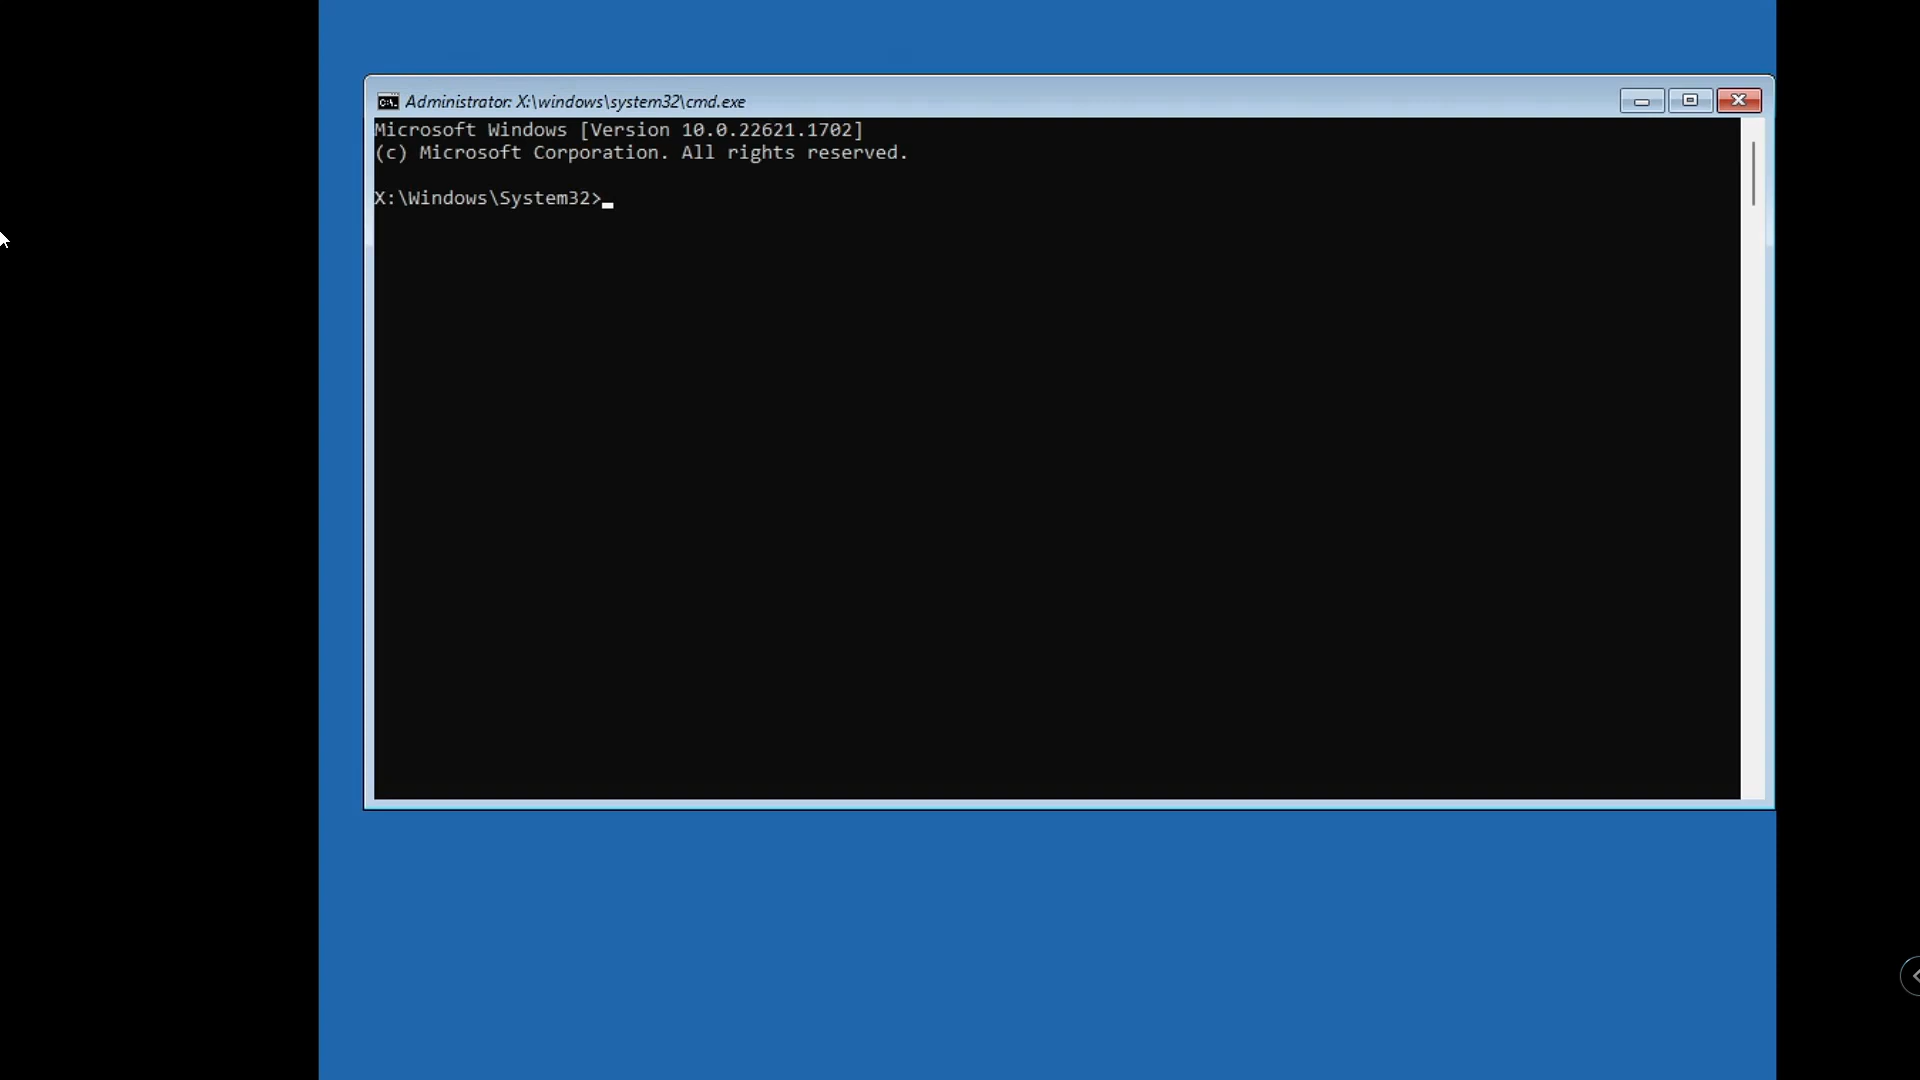 Administrator: X:\windows\system32\cmd.exe
Microsoft Windows [Version 10.0.22621.1702]
(c) Microsoft Corporation. All rights reserved.
X:\Windows\System32>